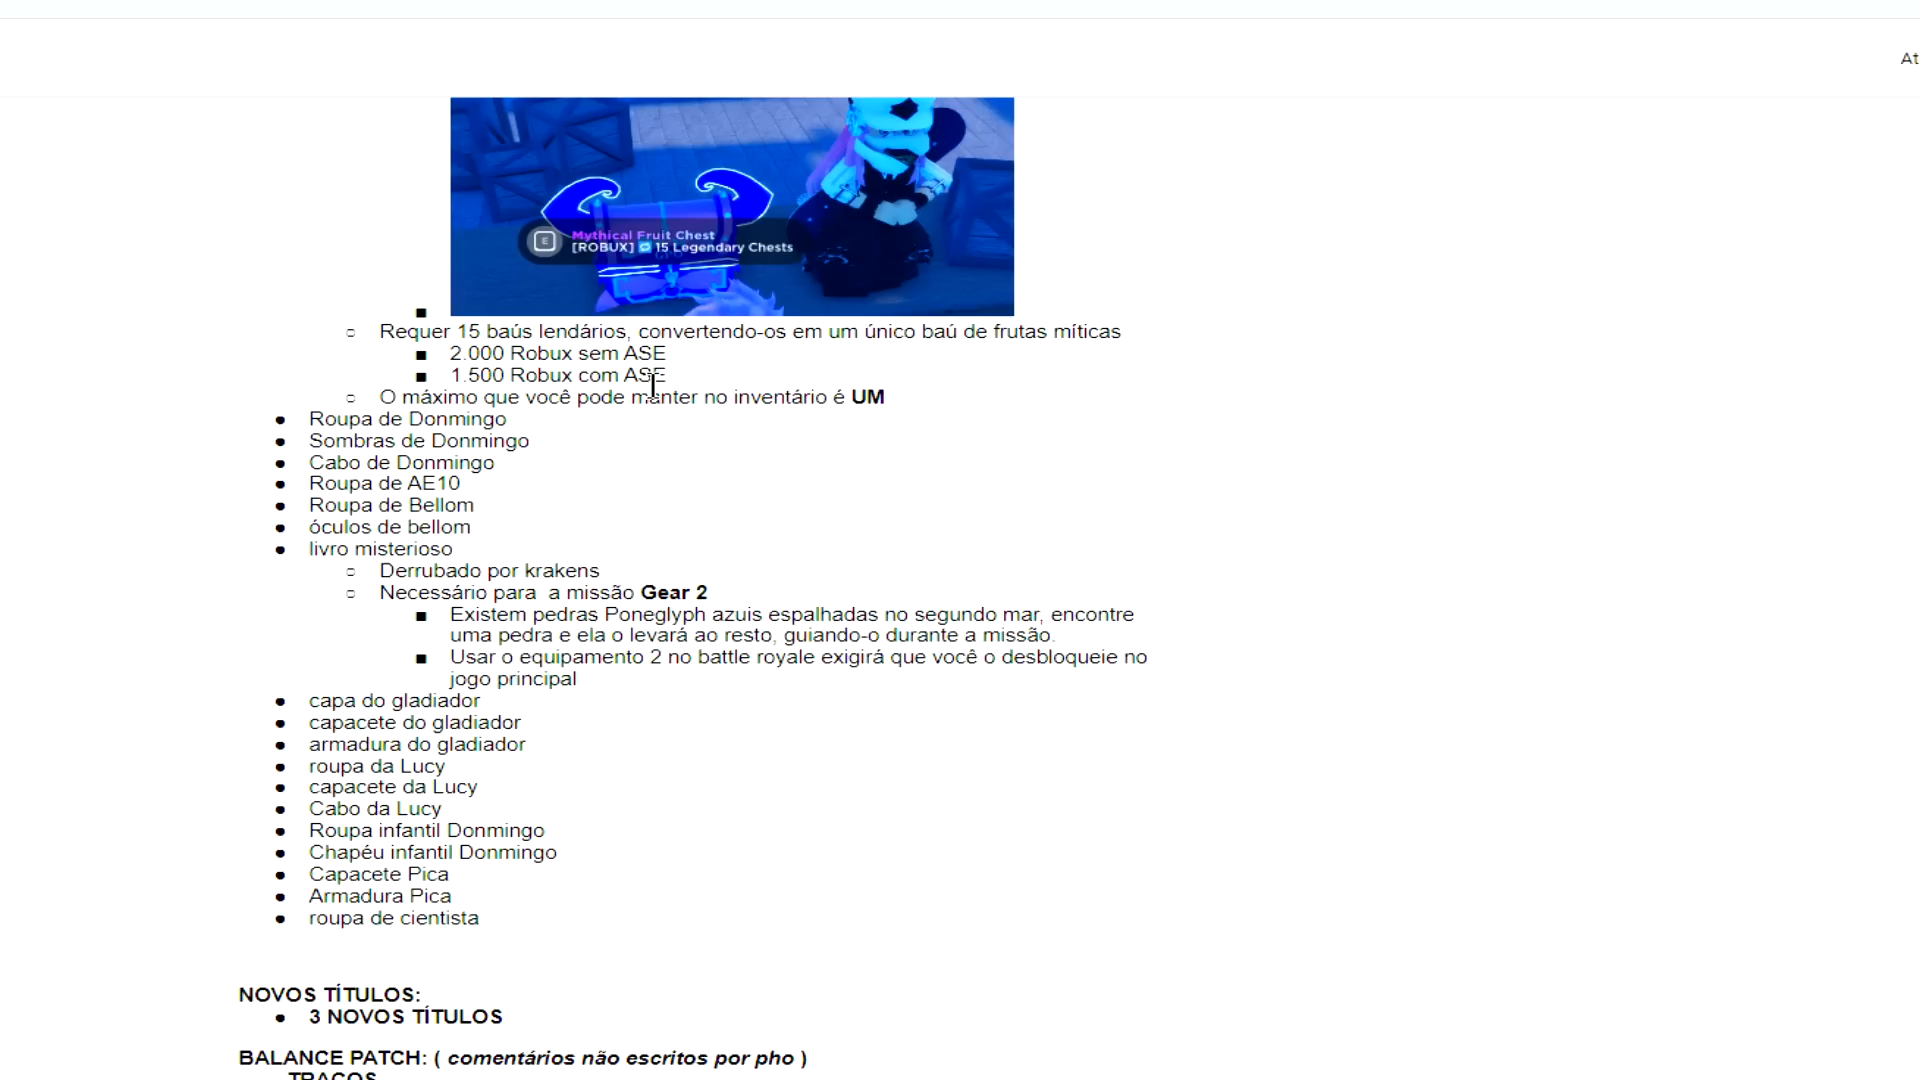 At
Mythical Fruit Chest
E
[ROBUX] 15 Legendary Chests
Requer 15 baús lendários, convertendo-os em um único baú de frutas míticas
2.000 Robux sem ASE
1.500 Robux com ASE
O máximo que você pode manter no inventário é UM
Roupa de Donmingo
Sombras de Donmingo
Cabo de Donmingo
Roupa de AE10
Roupa de Bellom
óculos de bellom
livro misterioso
Derrubado por krakens
Necessário para a missão Gear 2
Existem pedras Poneglyph azuis espalhadas no segundo mar, encontre
uma pedra e ela o levará ao resto, guiando-o durante a missão.
Usar o equipamento 2 no battle royale exigirá que você o desbloqueie no
jogo principal
capa do gladiador
capacete do gladiador
armadura do gladiador
roupa da Lucy
capacete da Lucy
Cabo da Lucy
Roupa infantil Donmingo
Chapéu infantil Donmingo
Capacete Pica
Armadura Pica
roupa de cientista
NOVOS TÍTULOS:
3 NOVOS TÍTULOS
BALANCE PATCH: ( comentários não escritos por pho )